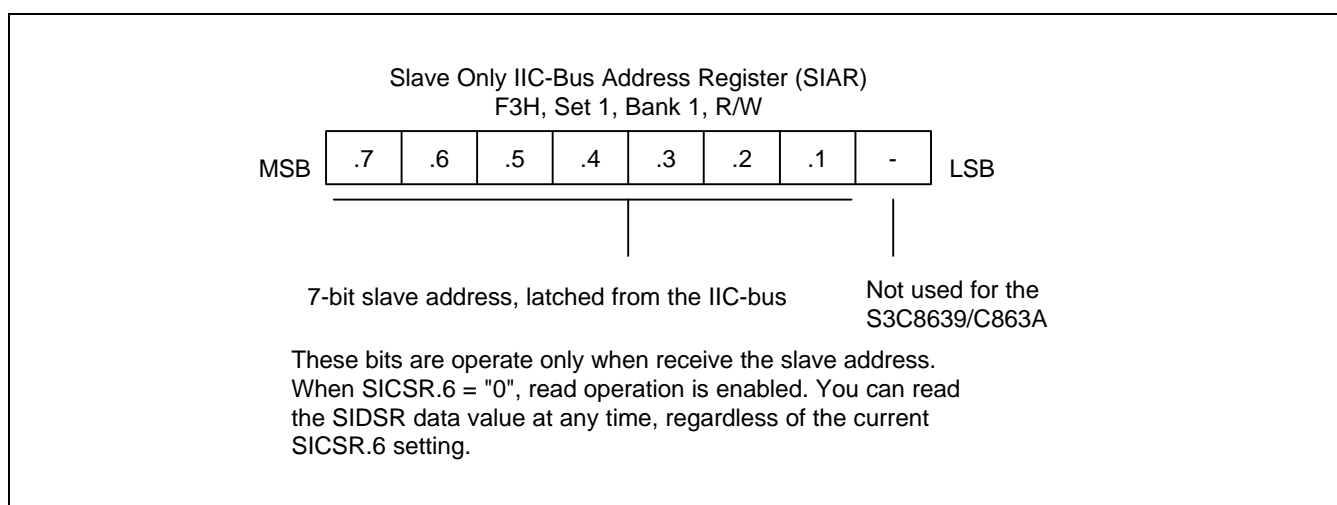 Slave Only IIC-Bus Address Register (SIAR)
F3H, Set 1, Bank 1, R/W
MSB .7 .6 .5 .4 .3 .2 .1 - LSB
7-bit slave address, latched from the IIC-bus
Not used for the
S3C8639/C863A
These bits are operate only when receive the slave address.
When SICSR.6 = "0", read operation is enabled. You can read
the SIDSR data value at any time, regardless of the current
SICSR.6 setting.